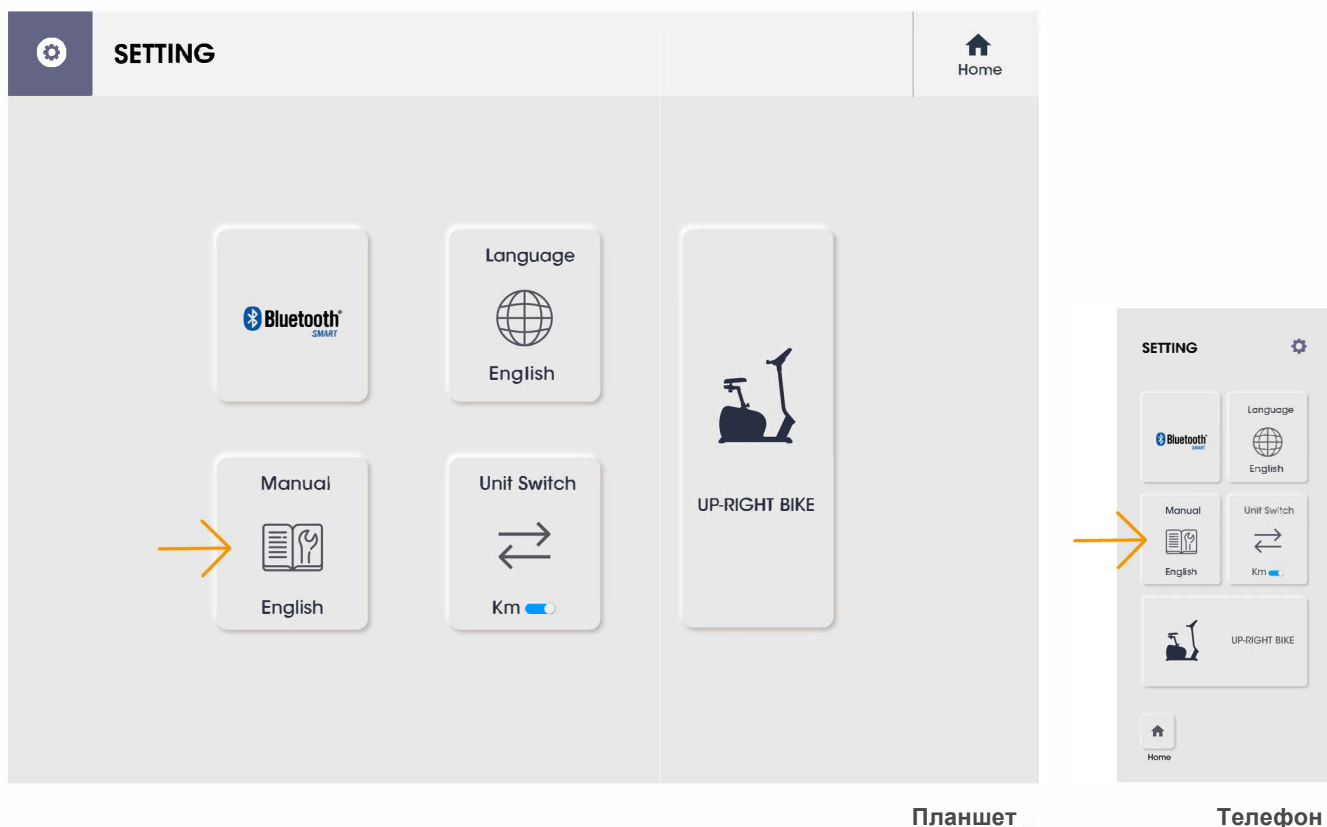 SETTING
Home
Bluetooth®
SMART
Language
English
UP-RIGHT BIKE
Manual
English
Unit Switch
Km
SETTING
Bluetooth®
SMART
Language
English
Manual
English
Unit Switch
Km
UP-RIGHT BIKE
Home
Планшет
Телефон